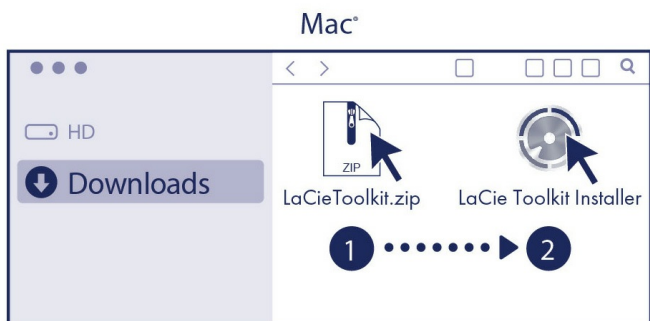 Mac®
HD
Downloads
ZIP
LaCieToolkit.zip
LaCie Toolkit Installer
1
2